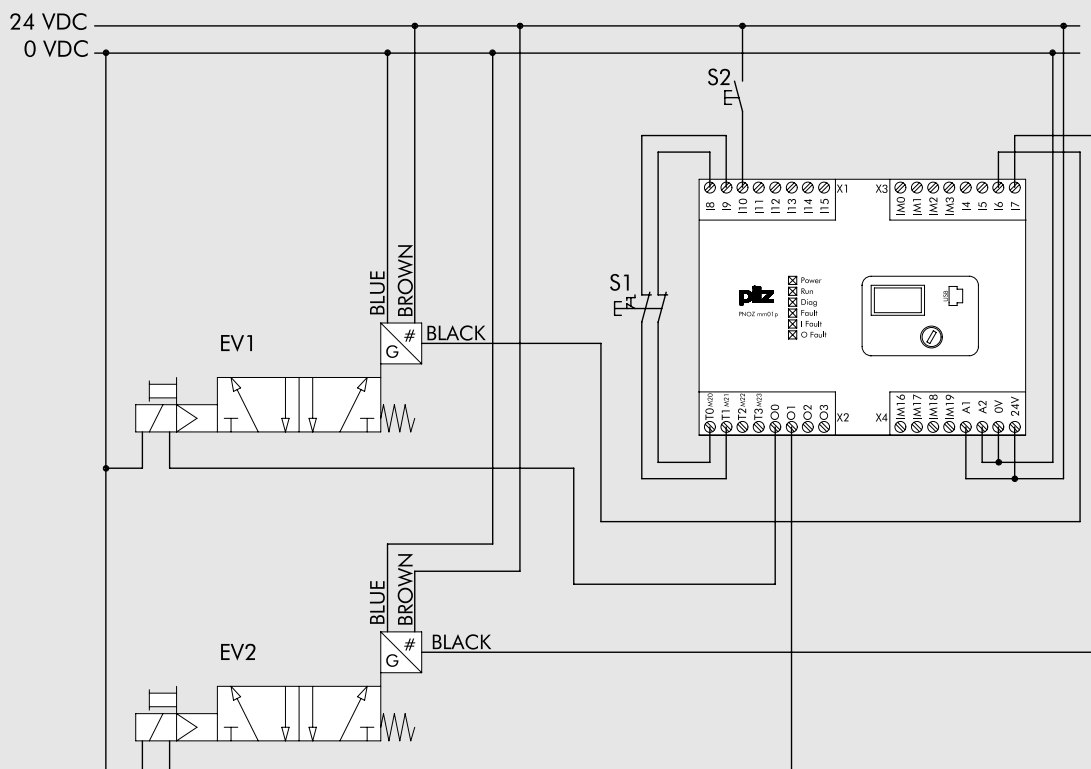 24 VDC
0 VDC
S2
I8 I9 I10 I11 I12 I13 I14 I15 X1
X3 IM0 IM1 IM2 IM3 I4 I5 I6 I7
BLUE
BROWN
S1
pilz
PNOZ mm01p
Power
Run
Diag
Fault
I Fault
O Fault
USB
EV1
#
G
BLACK
T0 M20 T1 M21 T2 M22 T3 M23 O0 O1 O2 O3 X2
X4 IM16 IM17 IM18 IM19 A1 A2 0V 24V
BLUE
BROWN
EV2
#
G
BLACK